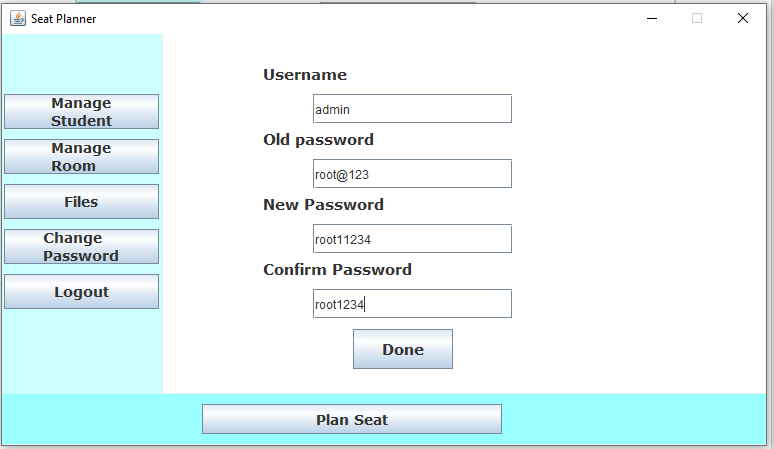 Seat Planner
Username
admin
Manage
Student
Old password
Manage
Room
root@123
Files
New Password
root11234
Change
Password
Confirm Password
Logout
root1234
Done
Plan Seat